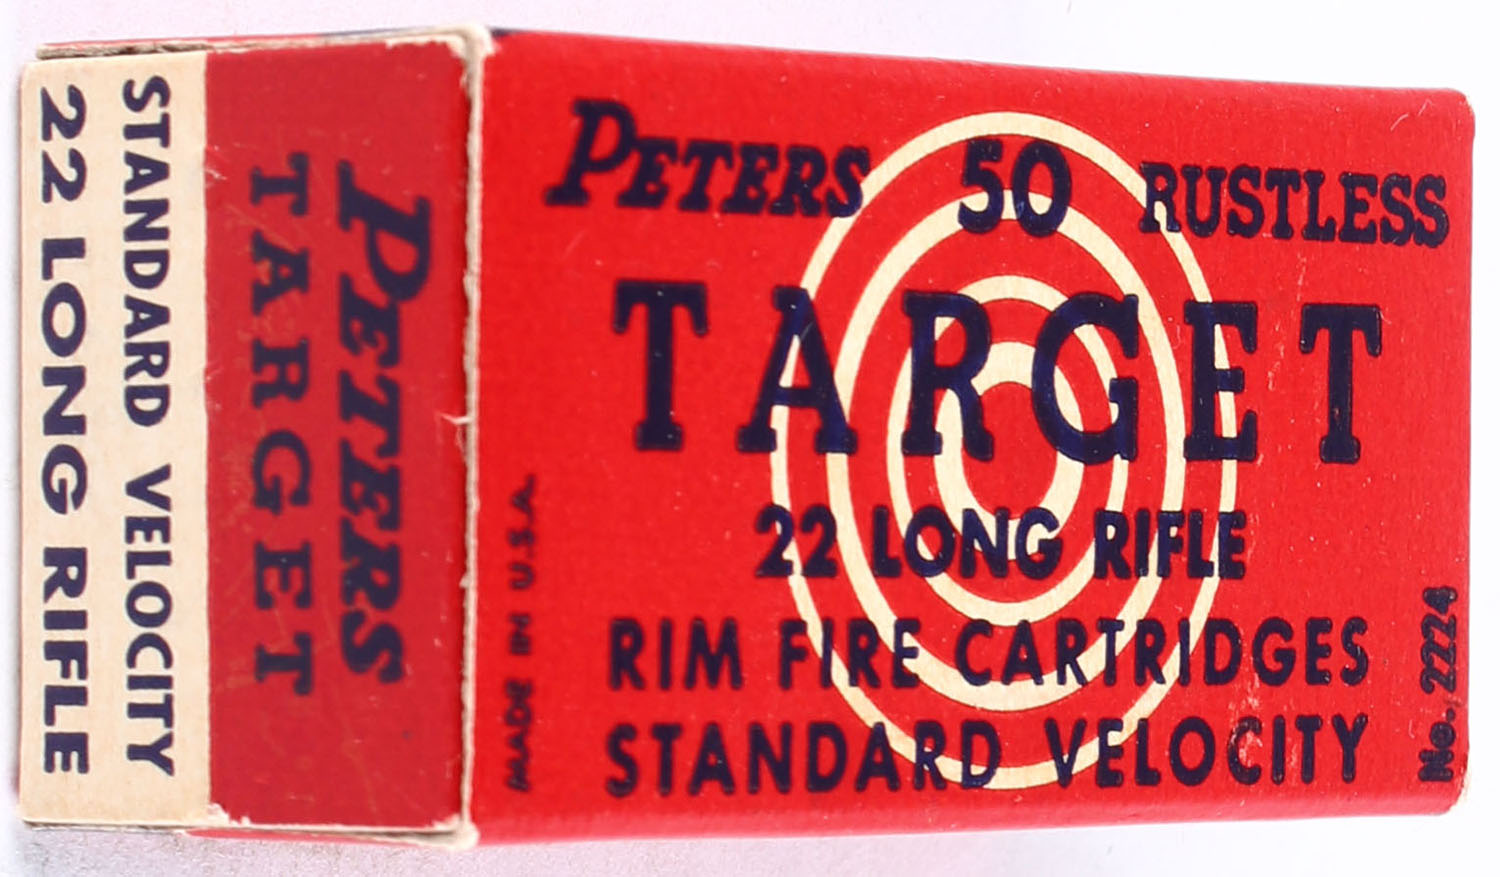 PETERS 50 RUSTLESS
TARGET
22 LONG RIFLE
RIM FIRE CARTRIDGES
STANDARD VELOCITY
MADE IN U.S.A.
No. 2224
PETERS
TARGET
STANDARD VELOCITY
22 LONG RIFLE